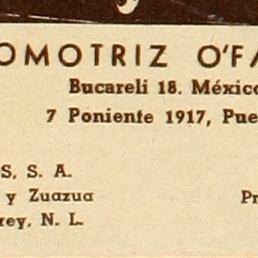 OMOTRIZ O'FA
Bucareli 18. México
7 Poniente 1917, Pue
S, S. A.
y Zuazua
rey, N. L.
Pr